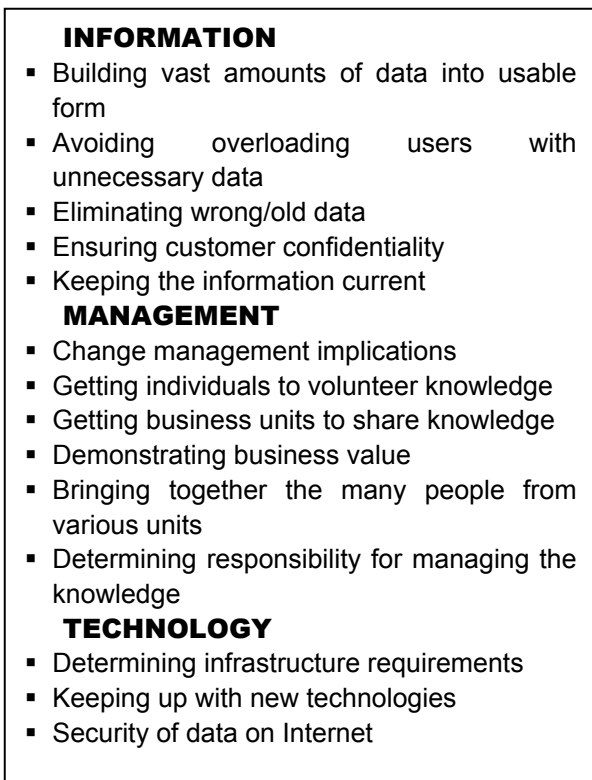 INFORMATION
▪ Building vast amounts of data into usable
form
▪ Avoiding overloading users with
unnecessary data
▪ Eliminating wrong/old data
▪ Ensuring customer confidentiality
▪ Keeping the information current
MANAGEMENT
▪ Change management implications
▪ Getting individuals to volunteer knowledge
▪ Getting business units to share knowledge
▪ Demonstrating business value
▪ Bringing together the many people from
various units
▪ Determining responsibility for managing the
knowledge
TECHNOLOGY
▪ Determining infrastructure requirements
▪ Keeping up with new technologies
▪ Security of data on Internet